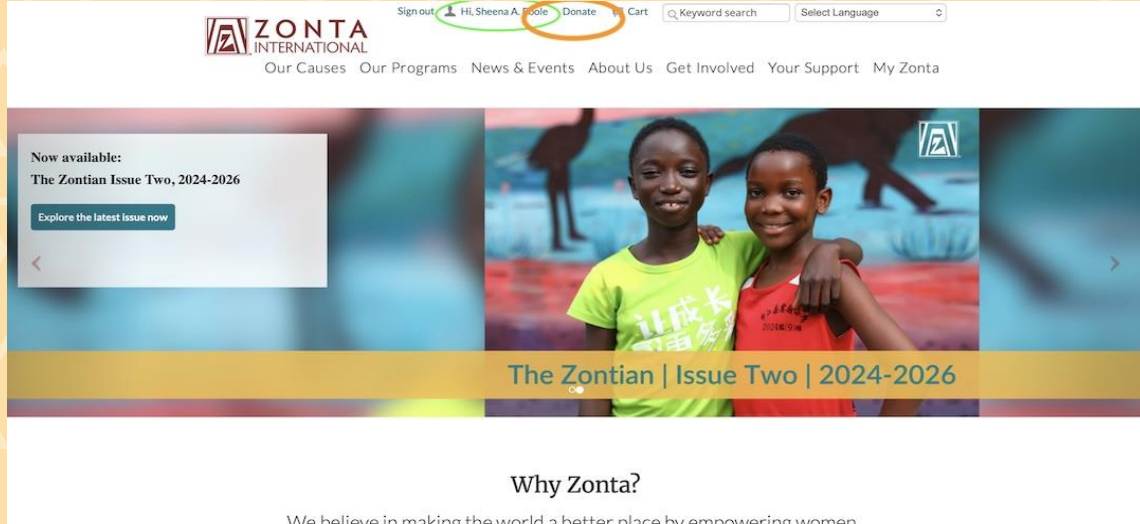 Sign out Hi, Sheena A. Poole Donate Cart Keyword search Select Language
ZONTA
INTERNATIONAL
Our Causes Our Programs News & Events About Us Get Involved Your Support My Zonta
Now available:
The Zontian Issue Two, 2024-2026
Explore the latest issue now
让成长
The Zontian | Issue Two | 2024-2026
Why Zonta?
We believe in making the world a better place by empowering women